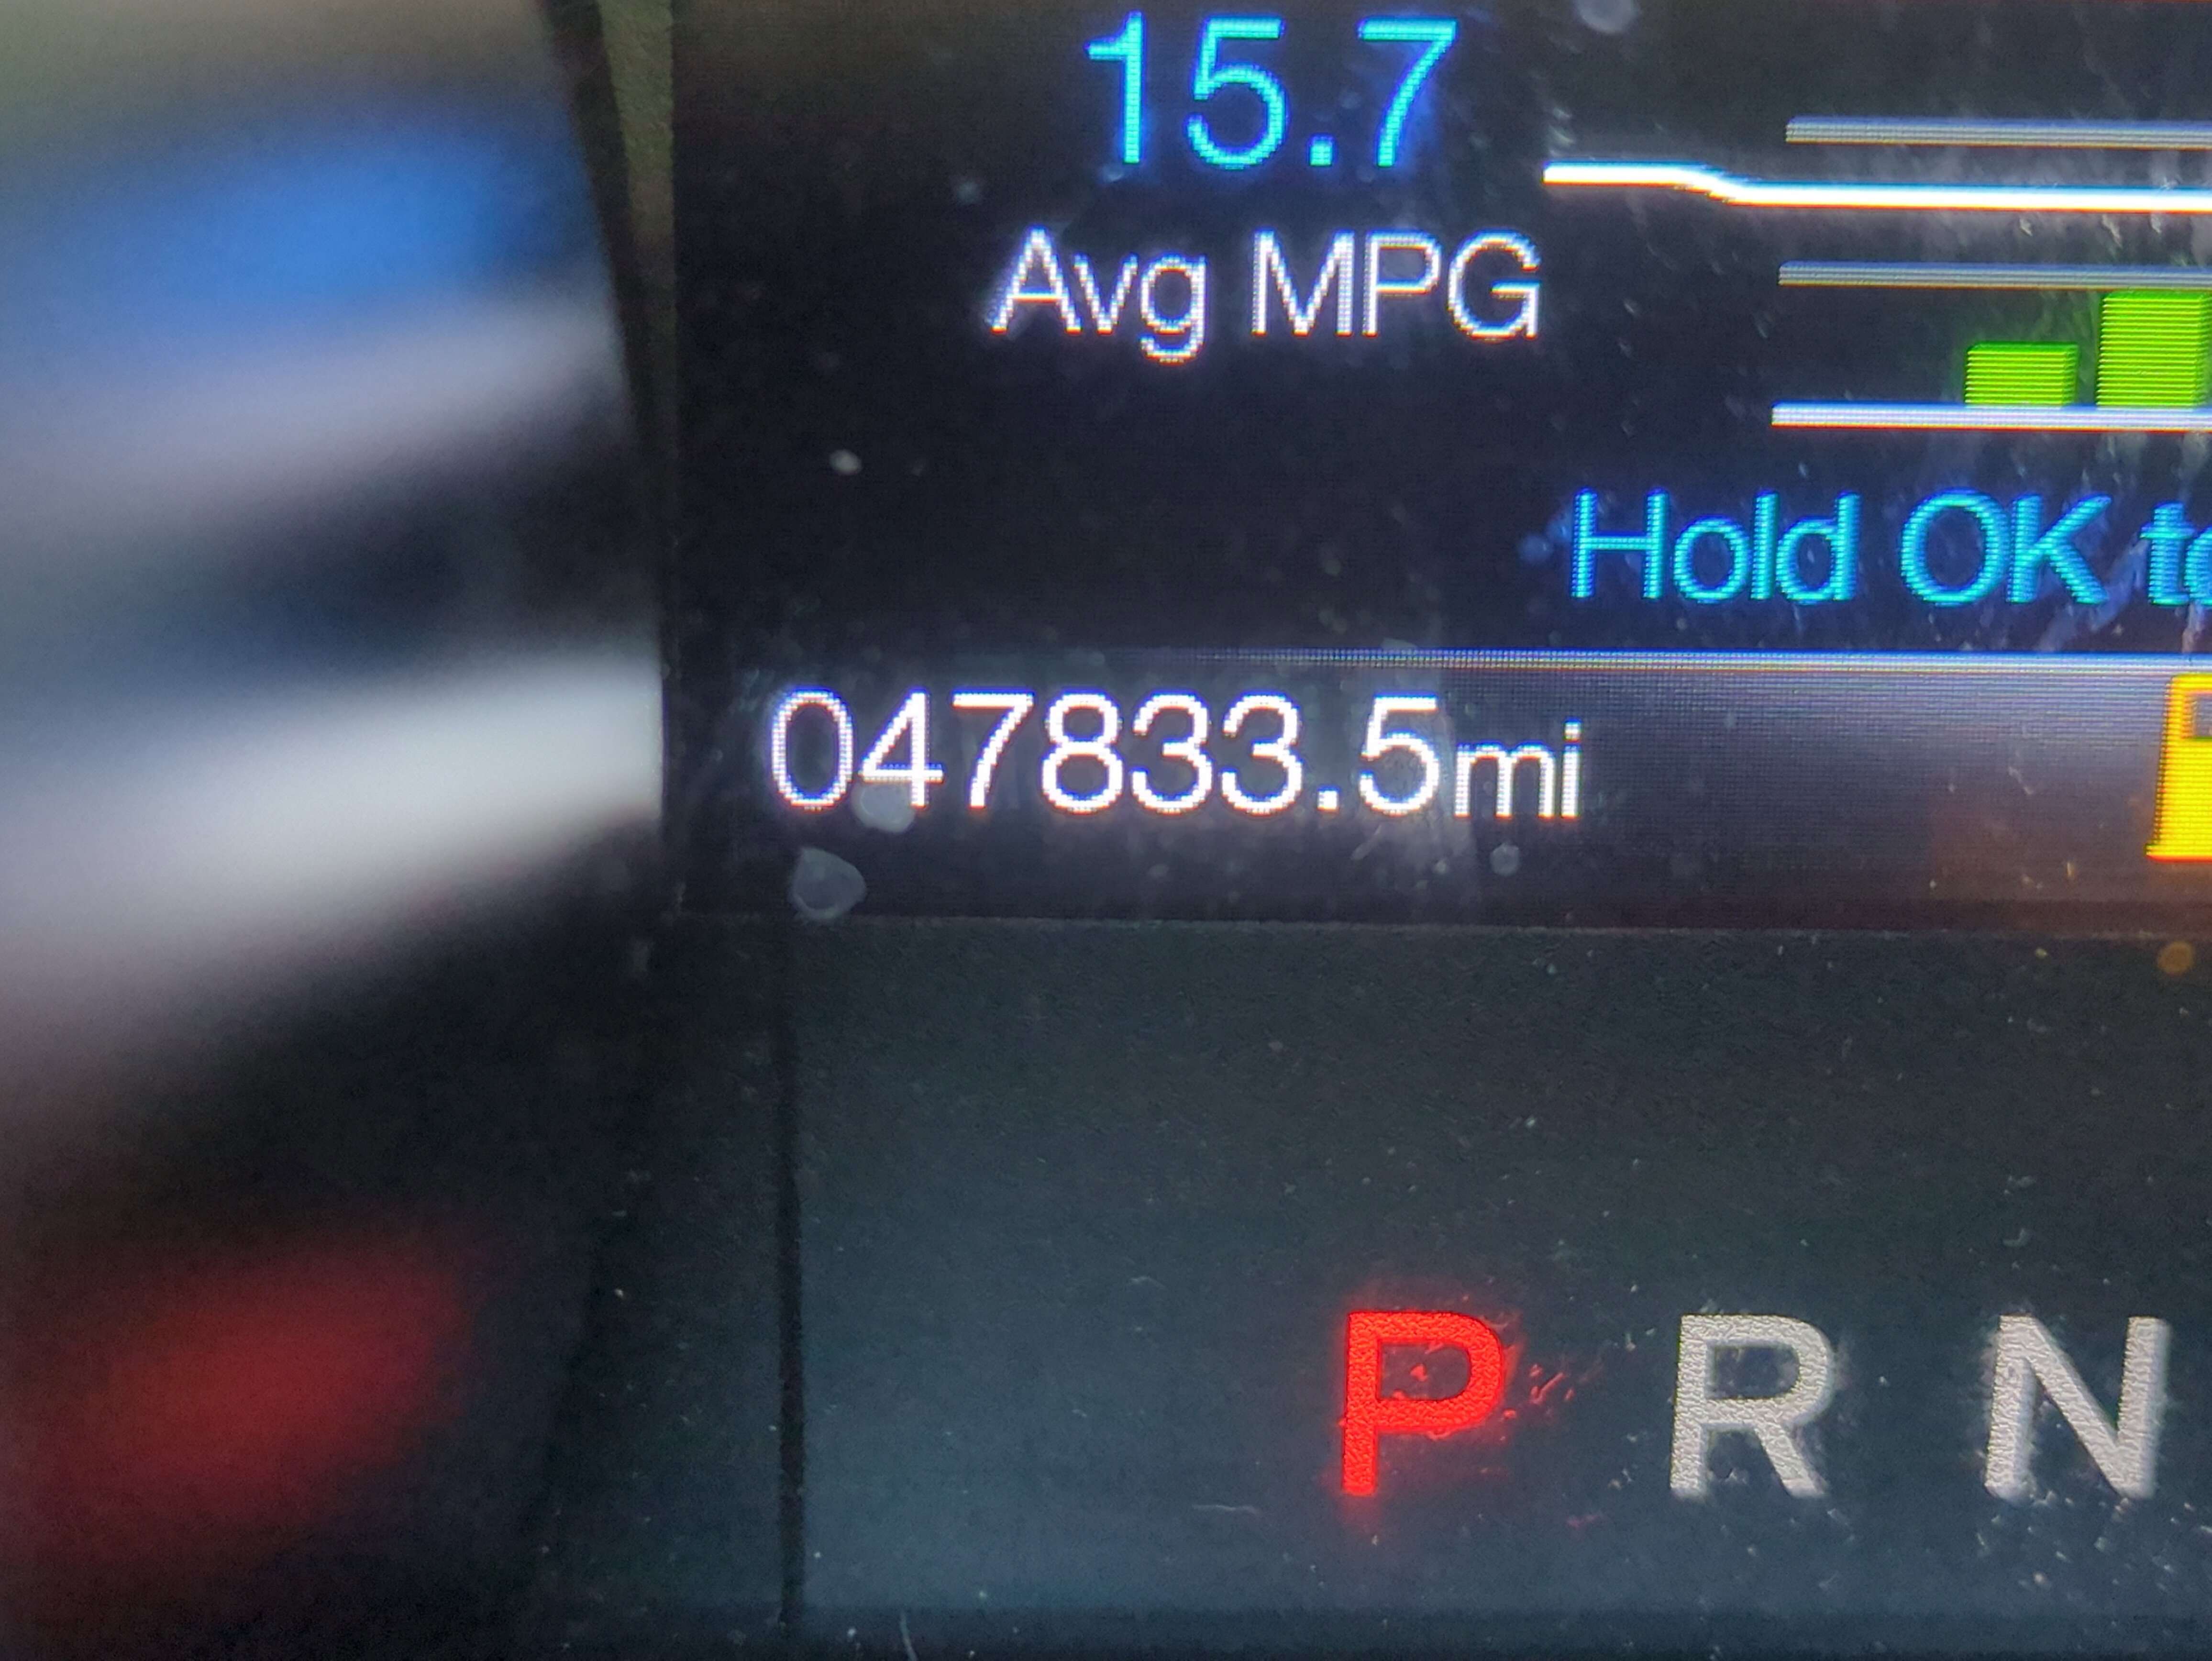 15.7
Avg MPG
Hold OK
047833.5mi
P R N